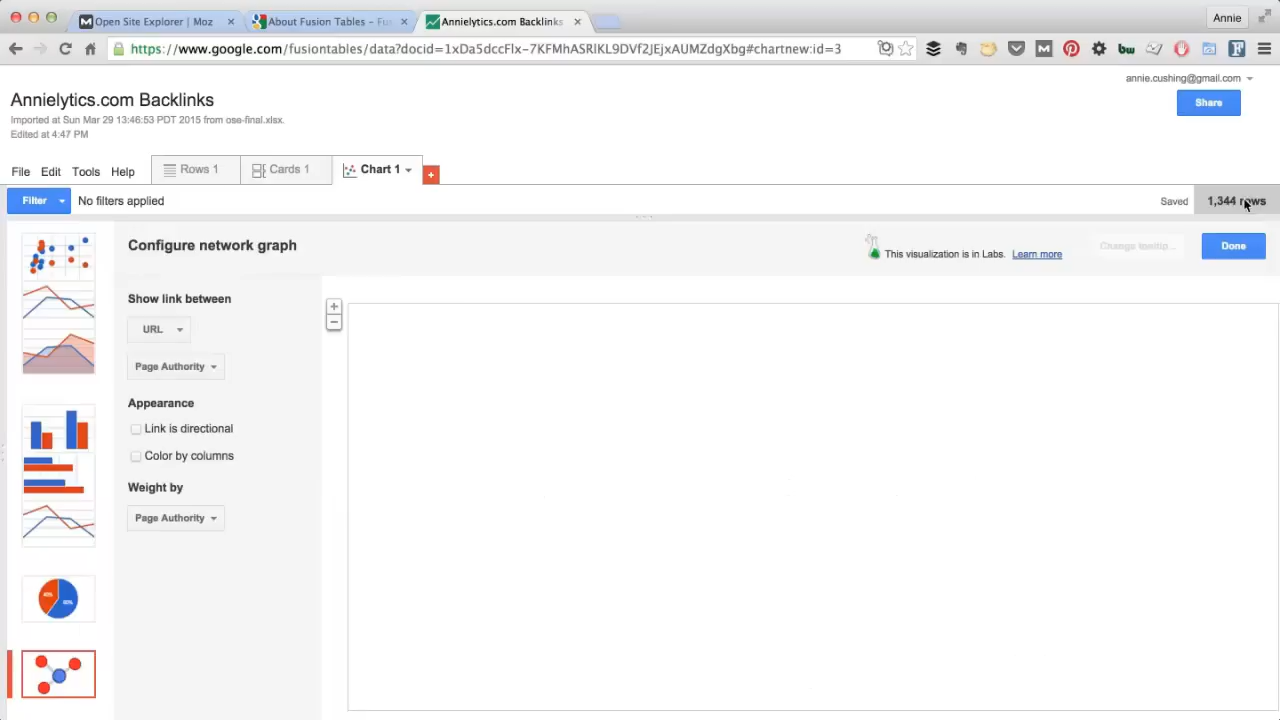 Open Site Explorer | Moz
About Fusion Tables - Fus
Annielytics.com Backlinks
Annie
https://www.google.com/fusiontables/data?docid=1xDa5dccFlx-7KFMhASRlKL9DVf2JEjxAUMZdgXbg#chartnew:id=3
annie.cushing@gmail.com
Annielytics.com Backlinks
Imported at Sun Mar 29 13:46:53 PDT 2015 from ose-final.xlsx.
Edited at 4:47 PM
Share
File Edit Tools Help Rows 1 Cards 1 Chart 1 +
Filter No filters applied Saved 1,344 rows
Configure network graph
This visualization is in Labs. Learn more Change tooltip... Done
Show link between
URL
Page Authority
Appearance
Link is directional
Color by columns
Weight by
Page Authority